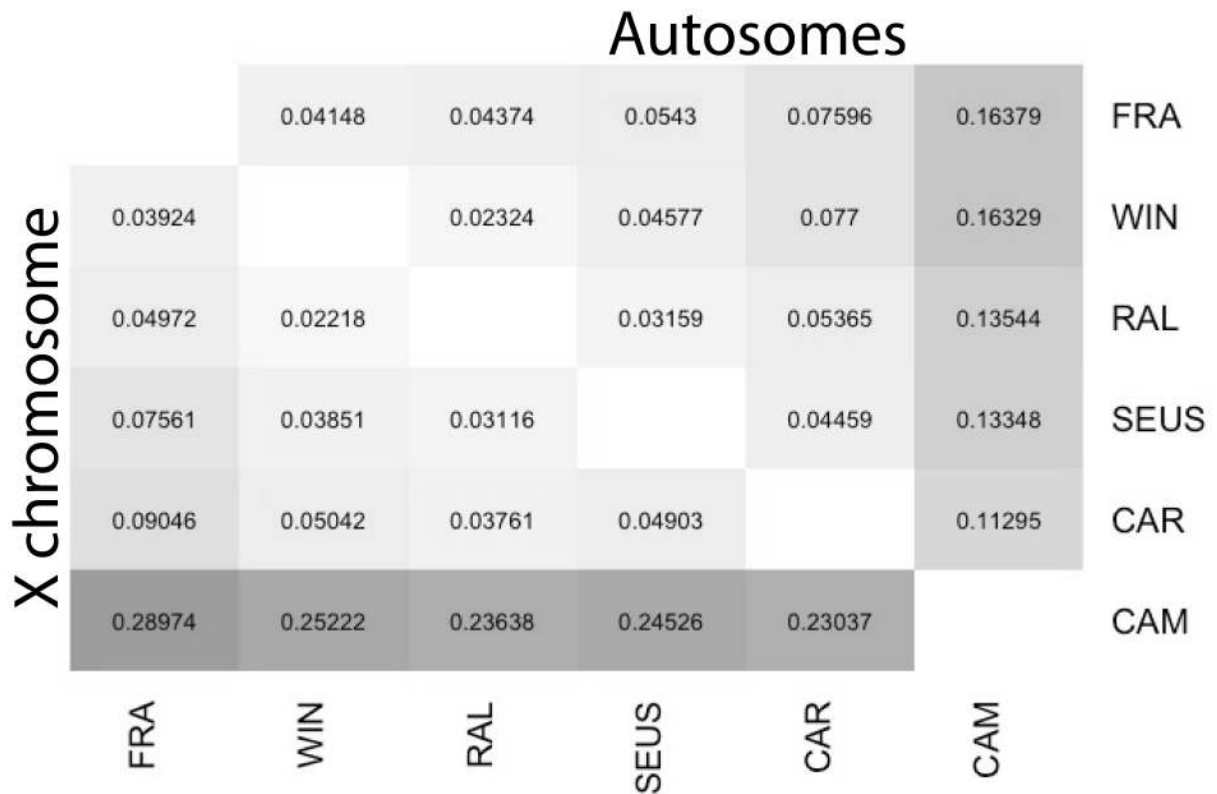 Autosomes
0.04148 0.04374 0.0543 0.07596 0.16379 FRA
0.03924 0.02324 0.04577 0.077 0.16329 WIN
0.04972 0.02218 0.03159 0.05365 0.13544 RAL
0.07561 0.03851 0.03116 0.04459 0.13348 SEUS
0.09046 0.05042 0.03761 0.04903 0.11295 CAR
0.28974 0.25222 0.23638 0.24526 0.23037 CAM
X chromosome
FRA WIN RAL SEUS CAR CAM